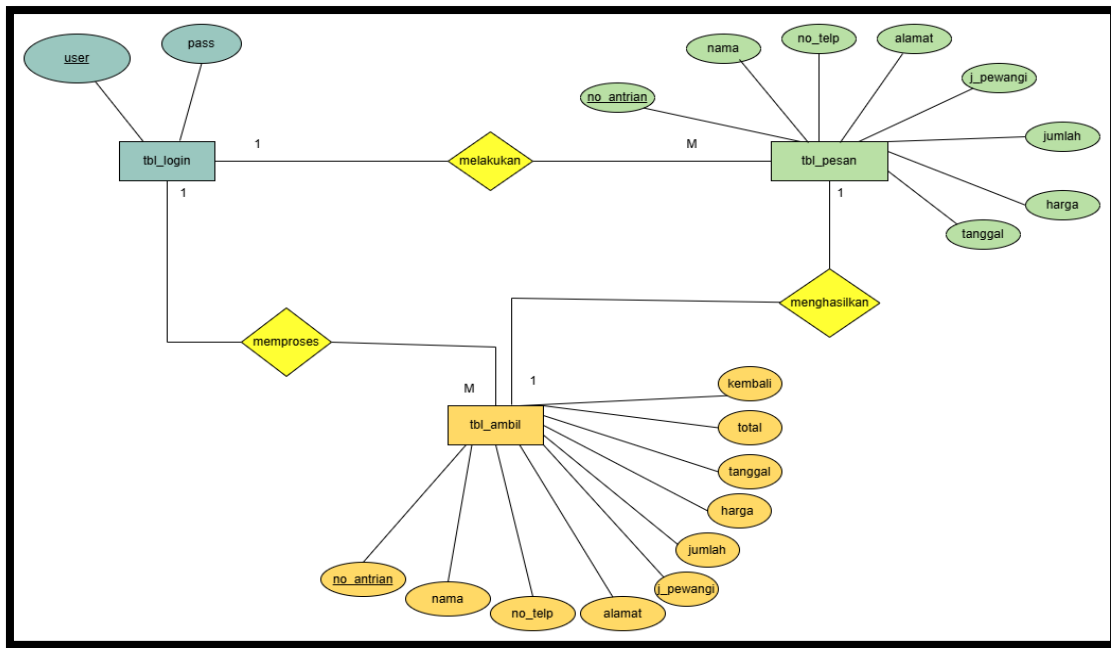 user
pass
nama
no_telp
alamat
j_pewangi
no_antrian
jumlah
tbl_login
1
melakukan
M
tbl_pesan
1
1
harga
tanggal
menghasilkan
memproses
M
1
kembali
tbl_ambil
total
tanggal
harga
jumlah
no_antrian
nama
no_telp
alamat
j_pewangi